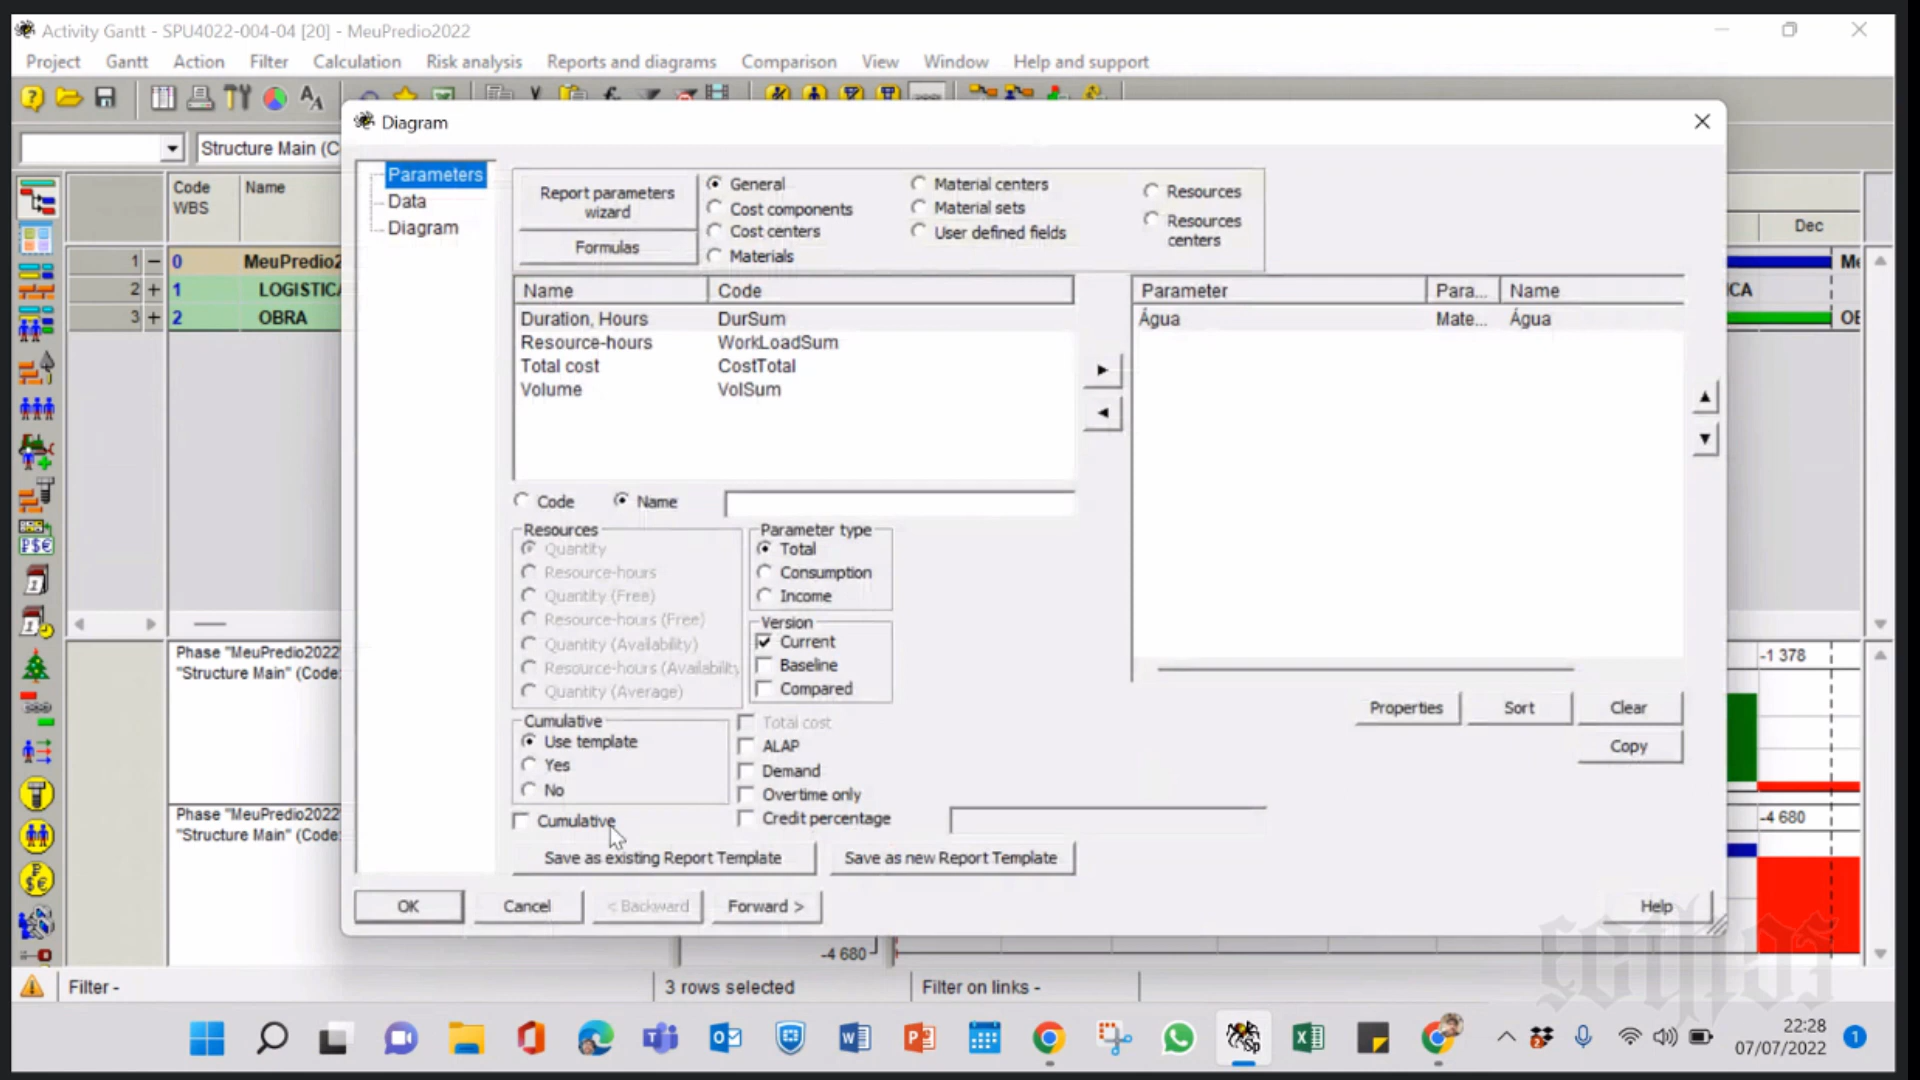 Activity Gantt - SPU4022-004-04 [20] - MeuPredio2022
Project Gantt Action Filter Calculation Risk analysis Reports and diagrams Comparison View Window Help and support
Structure Main (C
Diagram
Parameters
Data
Diagram
Report parameters
wizard
Formulas
General
Cost components
Cost centers
Materials
Material centers
Material sets
User defined fields
Resources
Resources
centers
Code
WBS
Name
Dec
1 0 MeuPredio2
2 1 LOGISTICA
3 2 OBRA
Me
CA
OB
Name Code
Duration, Hours DurSum
Resource-hours WorkLoadSum
Total cost CostTotal
Volume VolSum
Parameter Para... Name
Água Mate... Água
Code Name
Resources
Quantity
Resource-hours
Quantity (Free)
Resource-hours (Free)
Quantity (Availability)
Resource-hours (Availability
Quantity (Average)
Parameter type
Total
Consumption
Income
Version
Current
Baseline
Compared
Cumulative
Use template
Yes
No
Cumulative
Total cost
ALAP
Demand
Overtime only
Credit percentage
Properties Sort Clear
Copy
Save as existing Report Template Save as new Report Template
OK Cancel < Backward Forward > Help
Phase "MeuPredio2022
"Structure Main" (Code:
-1 378
Phase "MeuPredio2022
"Structure Main" (Code:
-4 680
-4 680
Filter - 3 rows selected Filter on links -
22:28
07/07/2022
1